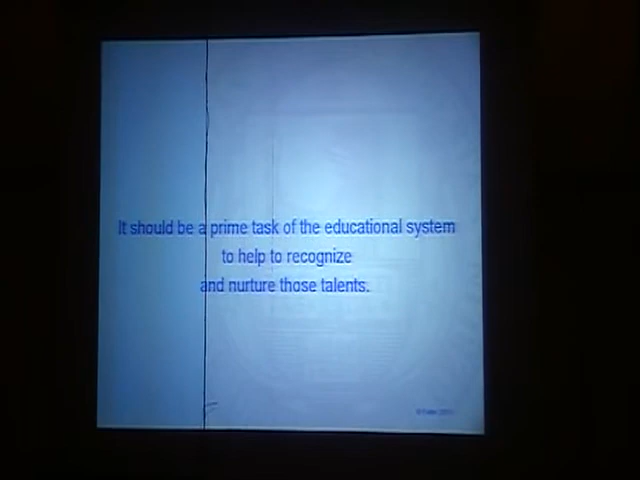 It should be a prime task of the educational system
to help to recognize
and nurture those talents.